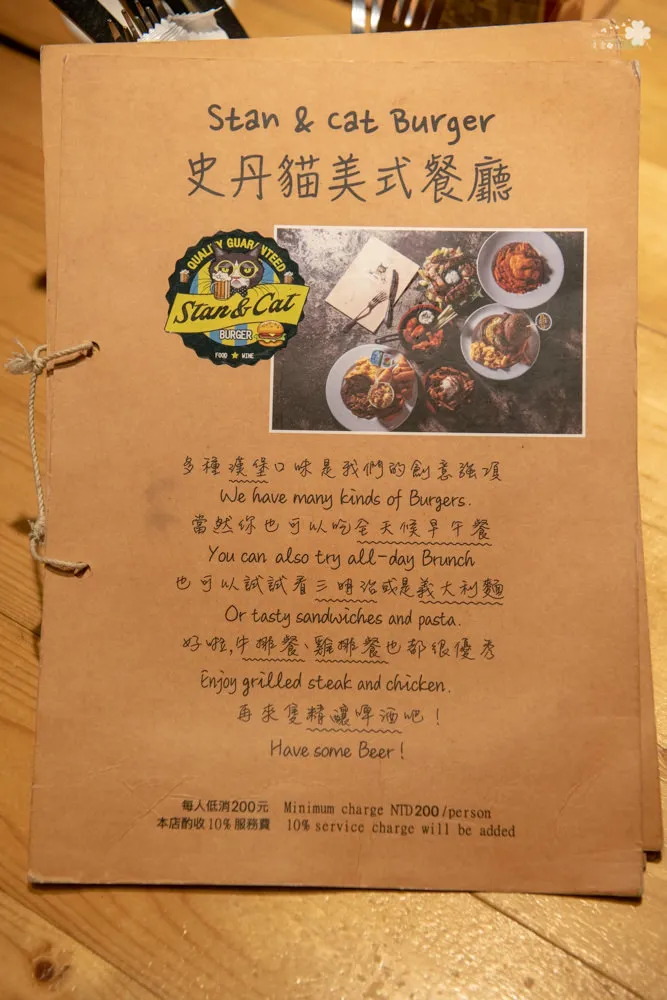 Stan & Cat Burger
史丹貓美式餐廳
QUALITY GUARANTEED
Stan & Cat
BURGER
FOOD ★ WINE
多種漢堡口味是我們的創意強項
We have many kinds of Burgers.
當然你也可以吃全天候早午餐
You can also try all-day Brunch
也可以試試看三明治或是義大利麵
Or tasty sandwiches and pasta.
好啦,牛排餐、雞排餐也都很優秀
Enjoy grilled steak and chicken.
再來隻精釀啤酒吧！
Have some Beer!
每人低消200元 Minimum charge NTD200/person
本店酌收10%服務費 10% service charge will be added